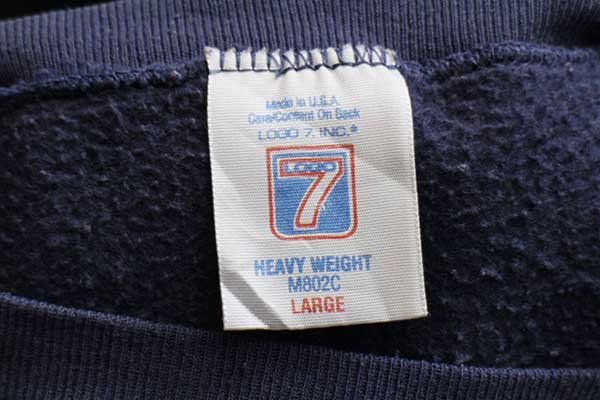 Made In U.S.A.
Care/Content On Back
LOGO 7, INC.®
LOGO
7
HEAVY WEIGHT
M802C
LARGE